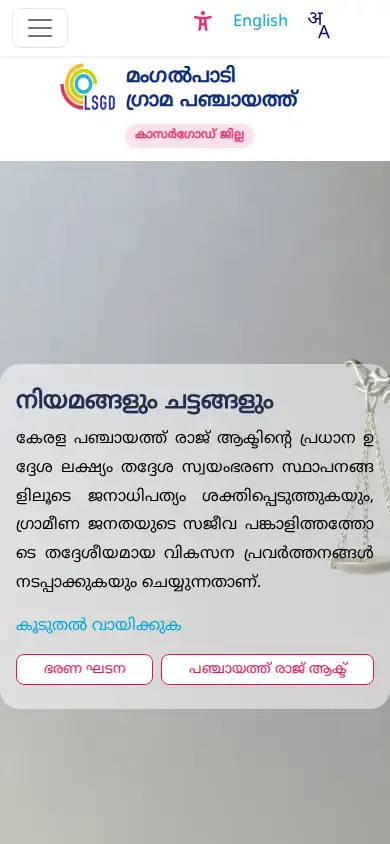 English
अ
A
LSGD
മംഗൽപാടി
ഗ്രാമ പഞ്ചായത്ത്
കാസർഗോഡ് ജില്ല
നിയമങ്ങളും ചട്ടങ്ങളും
കേരള പഞ്ചായത്ത് രാജ് ആക്ടിന്റെ പ്രധാന ഉ
ദ്ദേശ ലക്ഷ്യം തദ്ദേശ സ്വയംഭരണ സ്ഥാപനങ്ങ
ളിലൂടെ ജനാധിപത്യം ശക്തിപ്പെടുത്തുകയും,
ഗ്രാമീണ ജനതയുടെ സജീവ പങ്കാളിത്തത്തോ
ടെ തദ്ദേശീയമായ വികസന പ്രവർത്തനങ്ങൾ
നടപ്പാക്കുകയും ചെയ്യുന്നതാണ്.
കൂടുതൽ വായിക്കുക
ഭരണ ഘടന
പഞ്ചായത്ത് രാജ് ആക്ട്